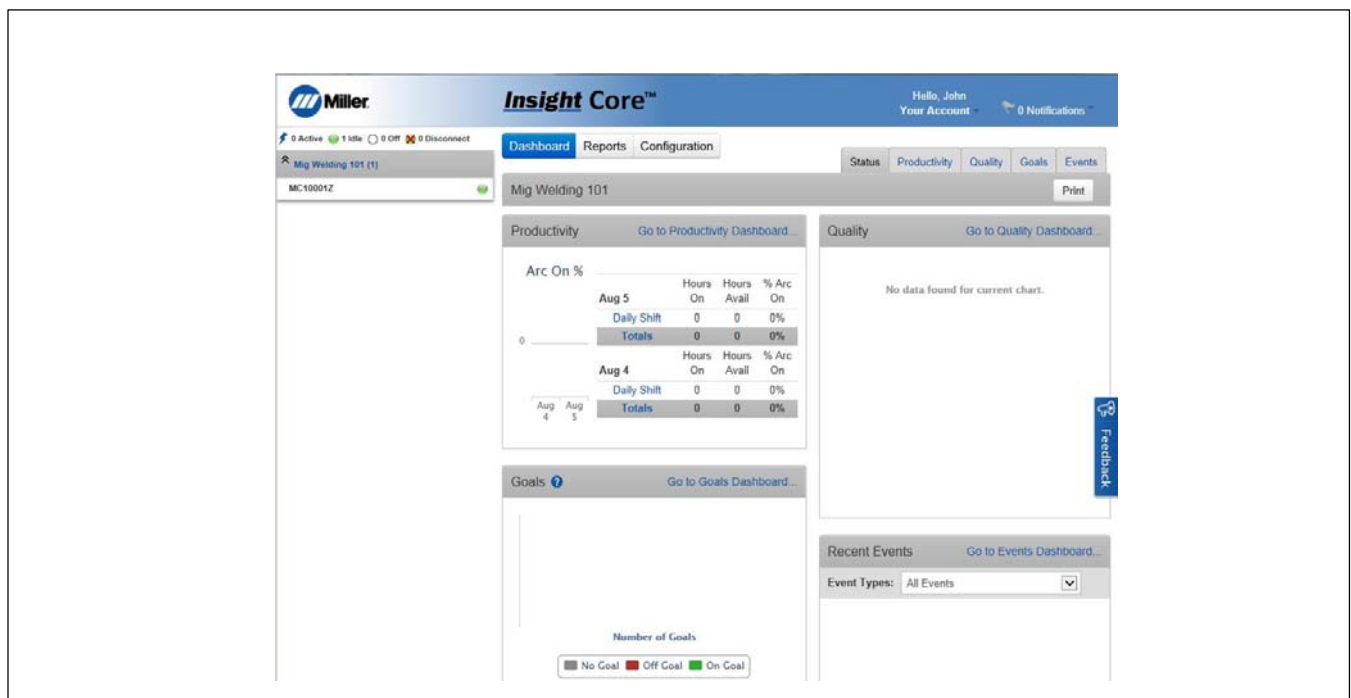 Miller.
Insight Core™
Hello, John
Your Account
0 Notifications
0 Active 1 Idle 0 Off 0 Disconnect
Mig Welding 101 (1)
MC10001Z
Dashboard Reports Configuration
Status Productivity Quality Goals Events
Mig Welding 101
Print
Productivity Go to Productivity Dashboard...
Arc On %
Aug 5 Hours On Hours Avail % Arc On
Daily Shift 0 0 0%
Totals 0 0 0%
Aug 4 Hours On Hours Avail % Arc On
Daily Shift 0 0 0%
Totals 0 0 0%
0
Aug 4 Aug 5
Quality Go to Quality Dashboard...
No data found for current chart.
Feedback
Goals ? Go to Goals Dashboard...
Number of Goals
No Goal Off Goal On Goal
Recent Events Go to Events Dashboard...
Event Types: All Events